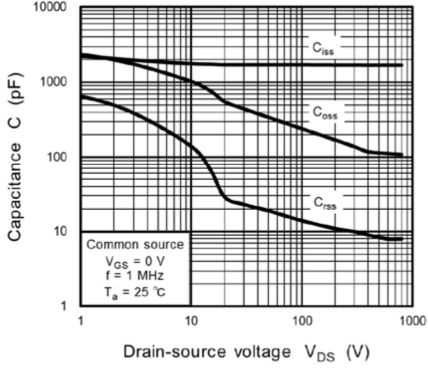 10000
1000
100
10
1
Capacitance C (pF)
Ciss
Coss
Crss
Common source
VGS = 0 V
f = 1 MHz
Ta = 25 ℃
1 10 100 1000
Drain-source voltage VDS (V)